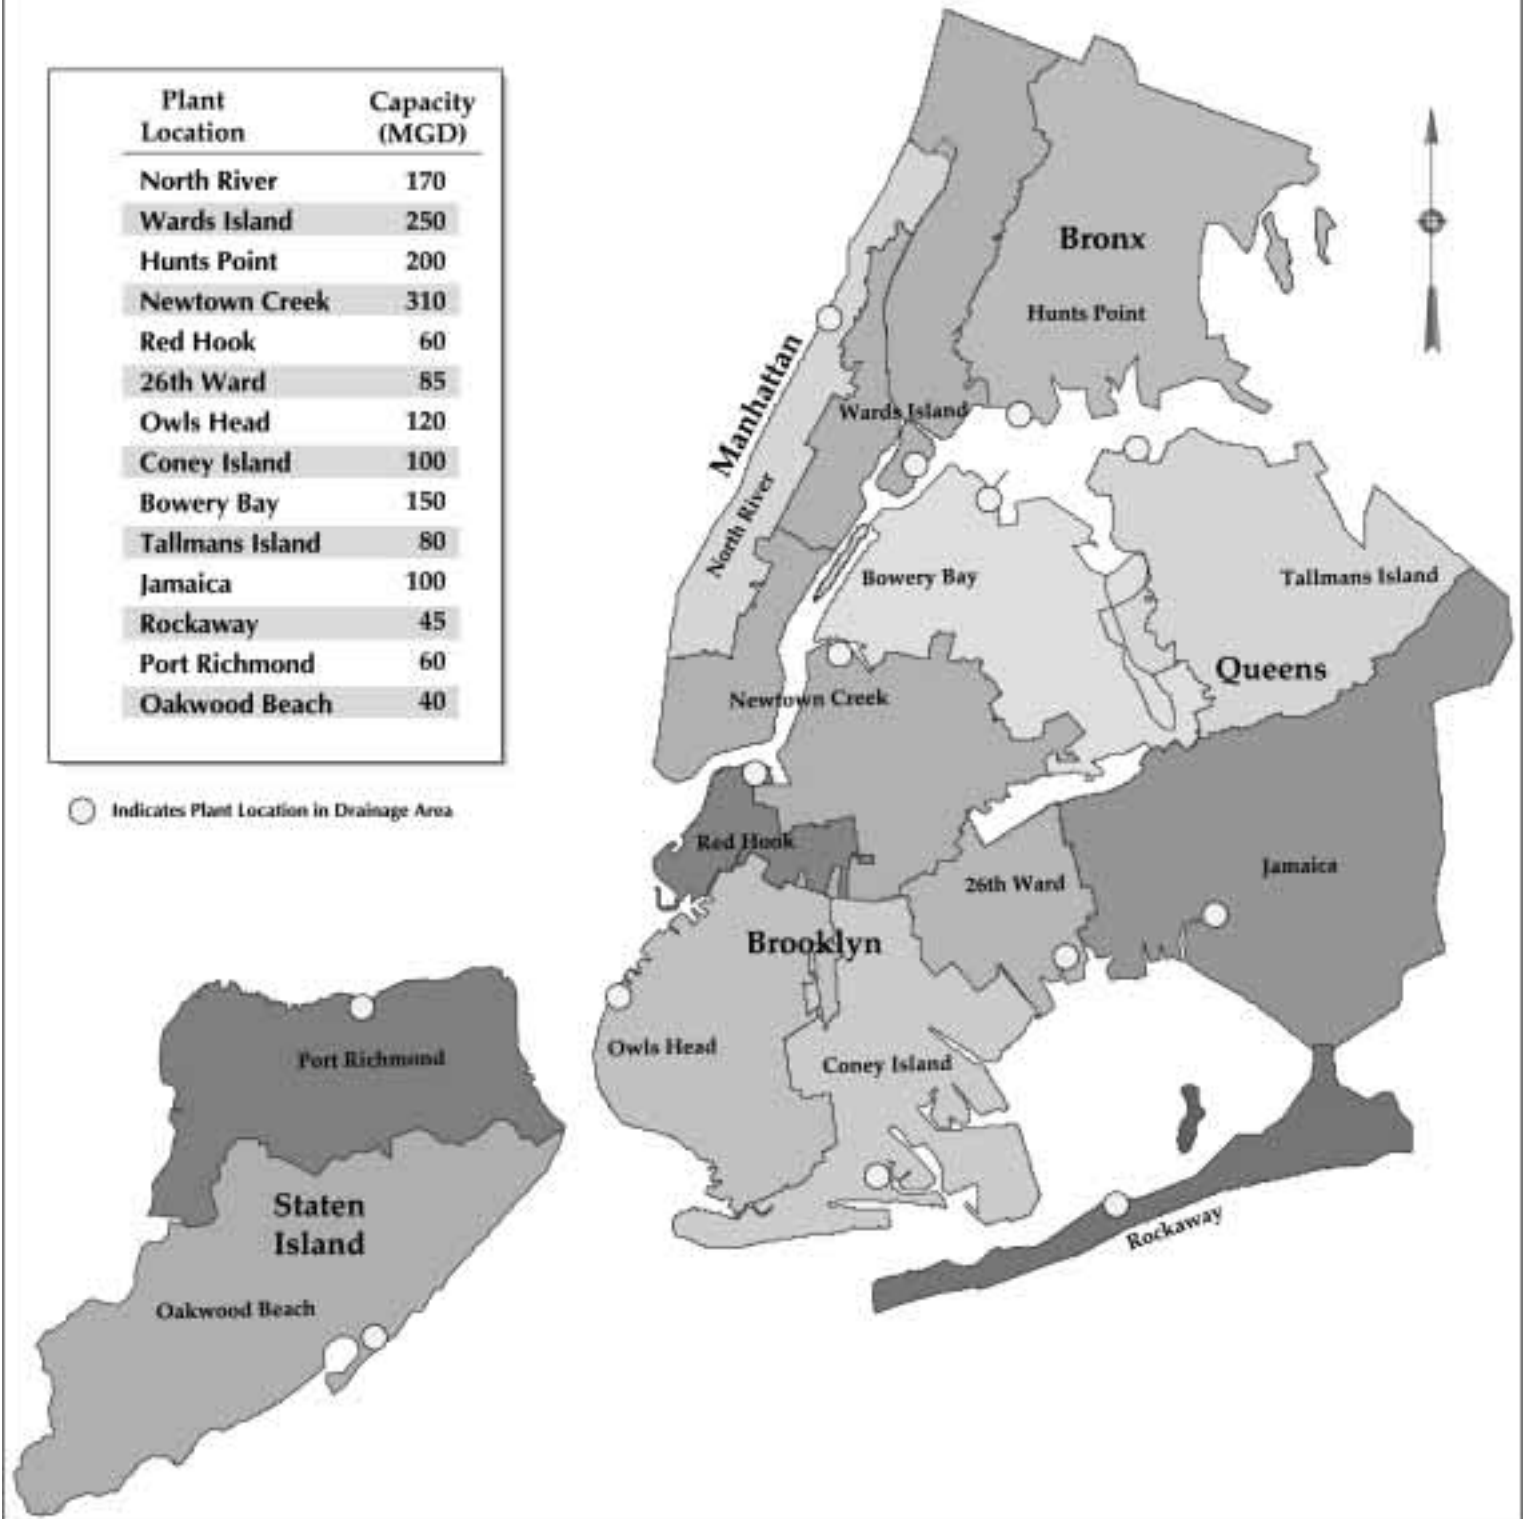 Plant Location
Capacity (MGD)
North River 170
Wards Island 250
Hunts Point 200
Newtown Creek 310
Red Hook 60
26th Ward 85
Owls Head 120
Coney Island 100
Bowery Bay 150
Tallmans Island 80
Jamaica 100
Rockaway 45
Port Richmond 60
Oakwood Beach 40
Indicates Plant Location in Drainage Area
Bronx
Hunts Point
Manhattan
Wards Island
North River
Bowery Bay
Tallmans Island
Queens
Newtown Creek
Red Hook
26th Ward
Jamaica
Brooklyn
Owls Head
Coney Island
Rockaway
Port Richmond
Staten
Island
Oakwood Beach